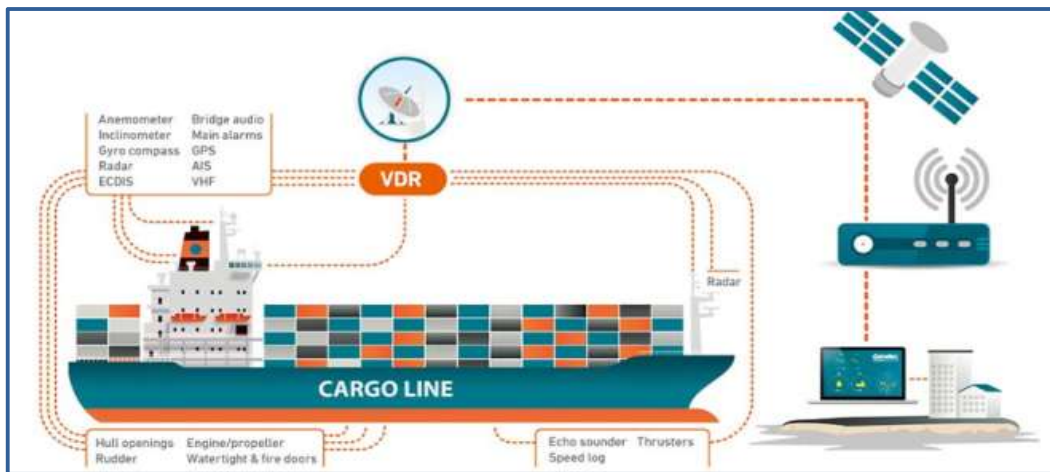 Anemometer Bridge audio
Inclinometer Main alarms
Gyro compass GPS
Radar AIS
ECDIS VHF
VDR
Radar
CARGO LINE
Hull openings Engine/propeller
Rudder Watertight & fire doors
Echo sounder Thrusters
Speed log